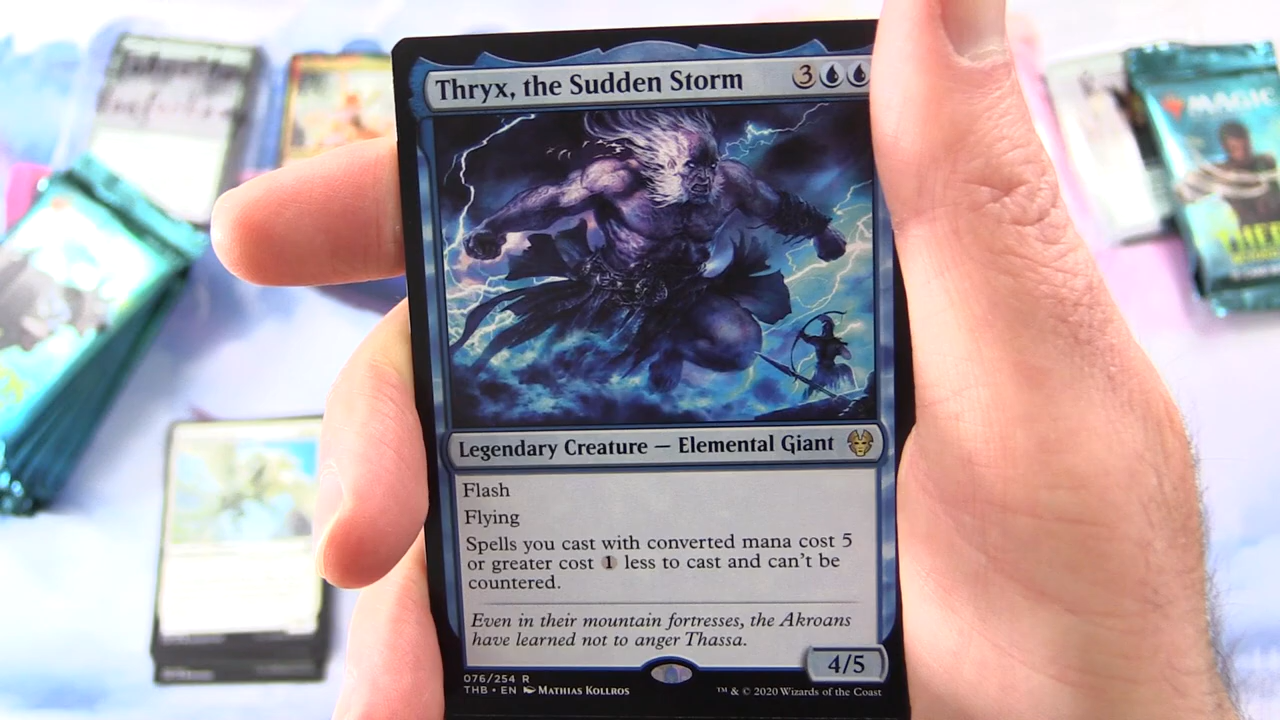 Thryx, the Sudden Storm 3
MAGIC
Legendary Creature — Elemental Giant
Flash
Flying
Spells you cast with converted mana cost 5
or greater cost 1 less to cast and can't be
countered.
Even in their mountain fortresses, the Akroans
have learned not to anger Thassa.
4/5
076/254 R
THB • EN Mathias Kollros
™ & © 2020 Wizards of the Coast